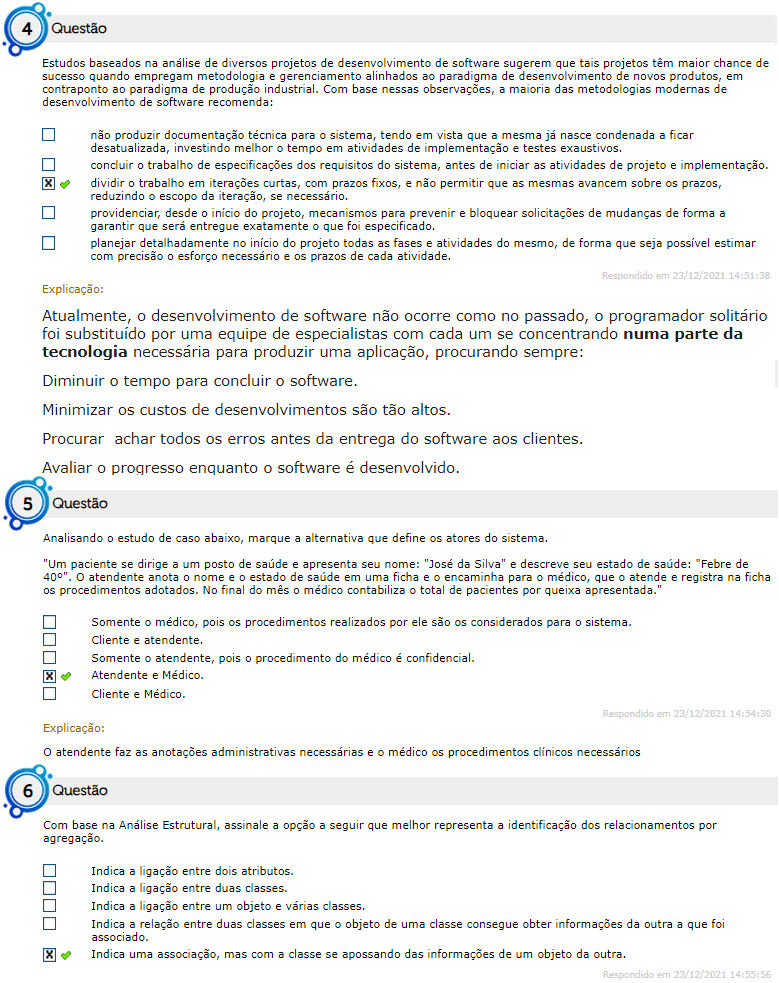 4 Questão
Estudos baseados na análise de diversos projetos de desenvolvimento de software sugerem que tais projetos têm maior chance de
sucesso quando empregam metodologia e gerenciamento alinhados ao paradigma de desenvolvimento de novos produtos, em
contraponto ao paradigma de produção industrial. Com base nessas observações, a maioria das metodologias modernas de
desenvolvimento de software recomenda:
não produzir documentação técnica para o sistema, tendo em vista que a mesma já nasce condenada a ficar
desatualizada, investindo melhor o tempo em atividades de implementação e testes exaustivos.
concluir o trabalho de especificações dos requisitos do sistema, antes de iniciar as atividades de projeto e implementação.
dividir o trabalho em iterações curtas, com prazos fixos, e não permitir que as mesmas avancem sobre os prazos,
reduzindo o escopo da iteração, se necessário.
providenciar, desde o início do projeto, mecanismos para prevenir e bloquear solicitações de mudanças de forma a
garantir que será entregue exatamente o que foi especificado.
planejar detalhadamente no início do projeto todas as fases e atividades do mesmo, de forma que seja possível estimar
com precisão o esforço necessário e os prazos de cada atividade.
Respondido em 23/12/2021 14:51:38
Explicação:
Atualmente, o desenvolvimento de software não ocorre como no passado, o programador solitário
foi substituído por uma equipe de especialistas com cada um se concentrando numa parte da
tecnologia necessária para produzir uma aplicação, procurando sempre:
Diminuir o tempo para concluir o software.
Minimizar os custos de desenvolvimentos são tão altos.
Procurar achar todos os erros antes da entrega do software aos clientes.
Avaliar o progresso enquanto o software é desenvolvido.
5 Questão
Analisando o estudo de caso abaixo, marque a alternativa que define os atores do sistema.
"Um paciente se dirige a um posto de saúde e apresenta seu nome: "José da Silva" e descreve seu estado de saúde: "Febre de
40º". O atendente anota o nome e o estado de saúde em uma ficha e o encaminha para o médico, que o atende e registra na ficha
os procedimentos adotados. No final do mês o médico contabiliza o total de pacientes por queixa apresentada."
Somente o médico, pois os procedimentos realizados por ele são os considerados para o sistema.
Cliente e atendente.
Somente o atendente, pois o procedimento do médico é confidencial.
Atendente e Médico.
Cliente e Médico.
Respondido em 23/12/2021 14:54:30
Explicação:
O atendente faz as anotações administrativas necessárias e o médico os procedimentos clínicos necessários
6 Questão
Com base na Análise Estrutural, assinale a opção a seguir que melhor representa a identificação dos relacionamentos por
agregação.
Indica a ligação entre dois atributos.
Indica a ligação entre duas classes.
Indica a ligação entre um objeto e várias classes.
Indica a relação entre duas classes em que o objeto de uma classe consegue obter informações da outra a que foi
associado.
Indica uma associação, mas com a classe se apossando das informações de um objeto da outra.
Respondido em 23/12/2021 14:55:56